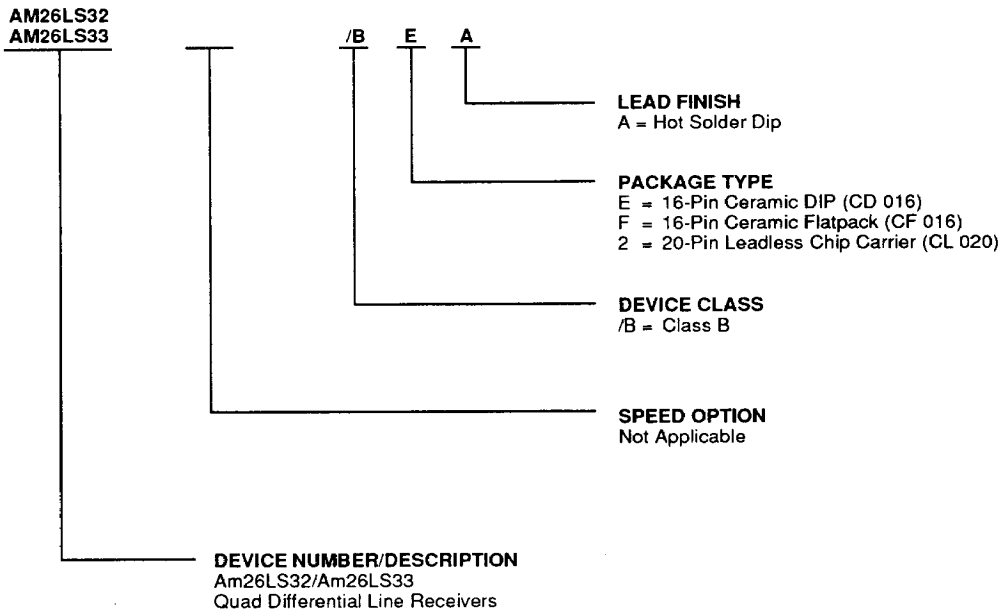 AM26LS32
AM26LS33
/B E A
LEAD FINISH
A = Hot Solder Dip
PACKAGE TYPE
E = 16-Pin Ceramic DIP (CD 016)
F = 16-Pin Ceramic Flatpack (CF 016)
2 = 20-Pin Leadless Chip Carrier (CL 020)
DEVICE CLASS
/B = Class B
SPEED OPTION
Not Applicable
DEVICE NUMBER/DESCRIPTION
Am26LS32/Am26LS33
Quad Differential Line Receivers